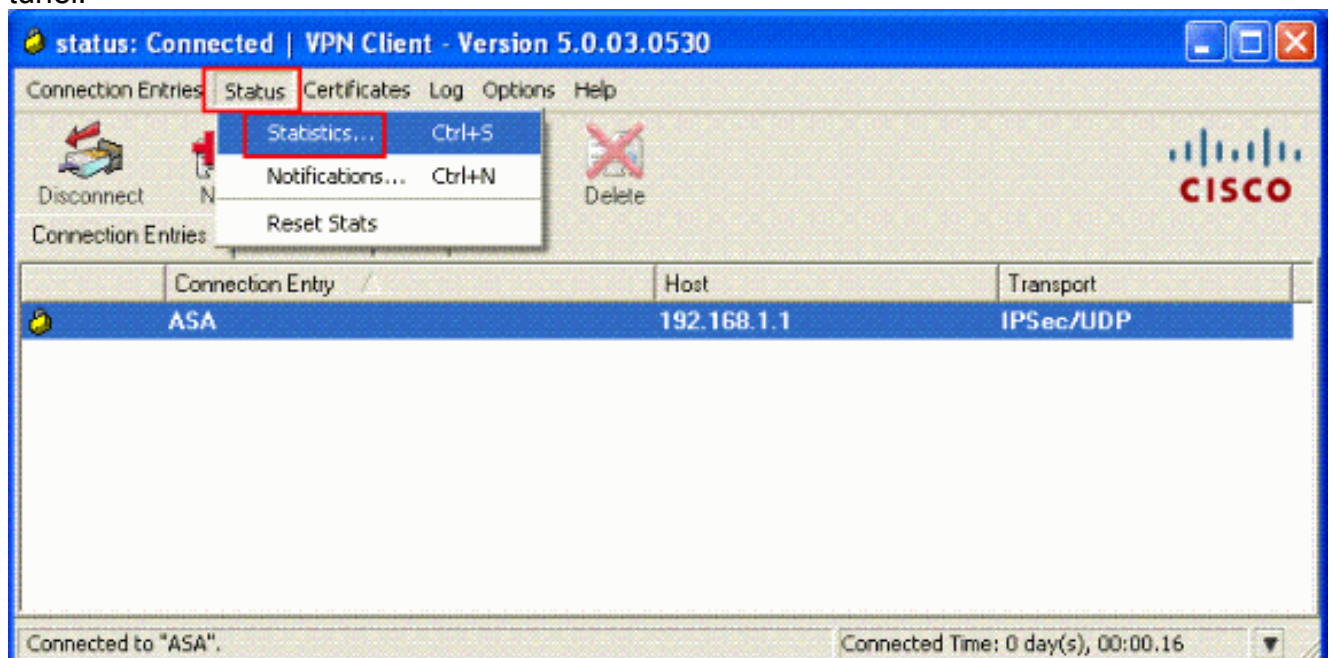 status: Connected | VPN Client - Version 5.0.03.0530
Connection Entries Status Certificates Log Options Help
Statistics... Ctrl+S
Notifications... Ctrl+N
Reset Stats
Disconnect
Delete
CISCO
Connection Entries
Connection Entry Host Transport
ASA 192.168.1.1 IPSec/UDP
Connected to "ASA". Connected Time: 0 day(s), 00:00.16